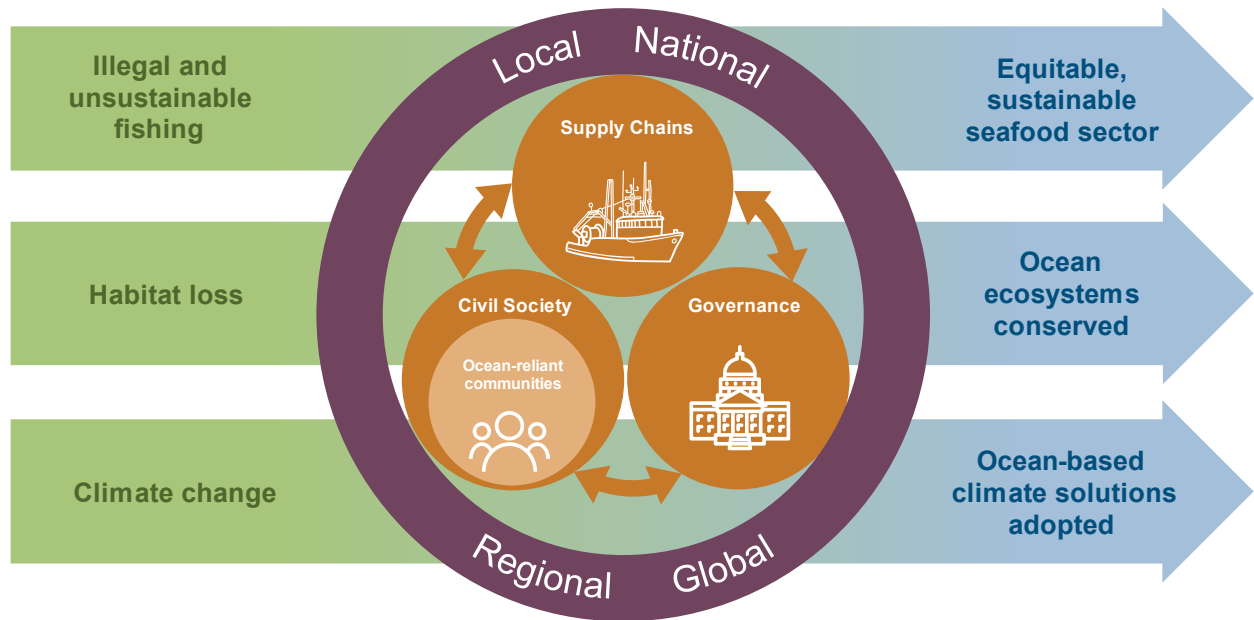 Local National
Illegal and
unsustainable
fishing
Supply Chains
Equitable,
sustainable
seafood sector
Habitat loss
Civil Society
Ocean-reliant
communities
Governance
Ocean
ecosystems
conserved
Climate change
Ocean-based
climate solutions
adopted
Regional Global